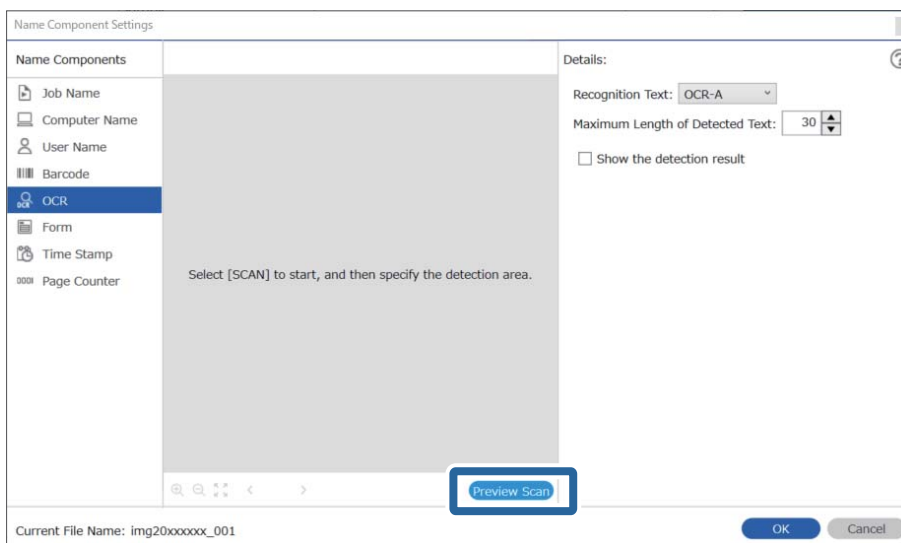 Name Component Settings
Name Components
Job Name
Computer Name
User Name
Barcode
OCR
OCR
Form
Time Stamp
0001 Page Counter
Select [SCAN] to start, and then specify the detection area.
Preview Scan
Details:
?
Recognition Text: OCR-A
Maximum Length of Detected Text: 30
Show the detection result
Current File Name: img20xxxxxx_001
OK
Cancel